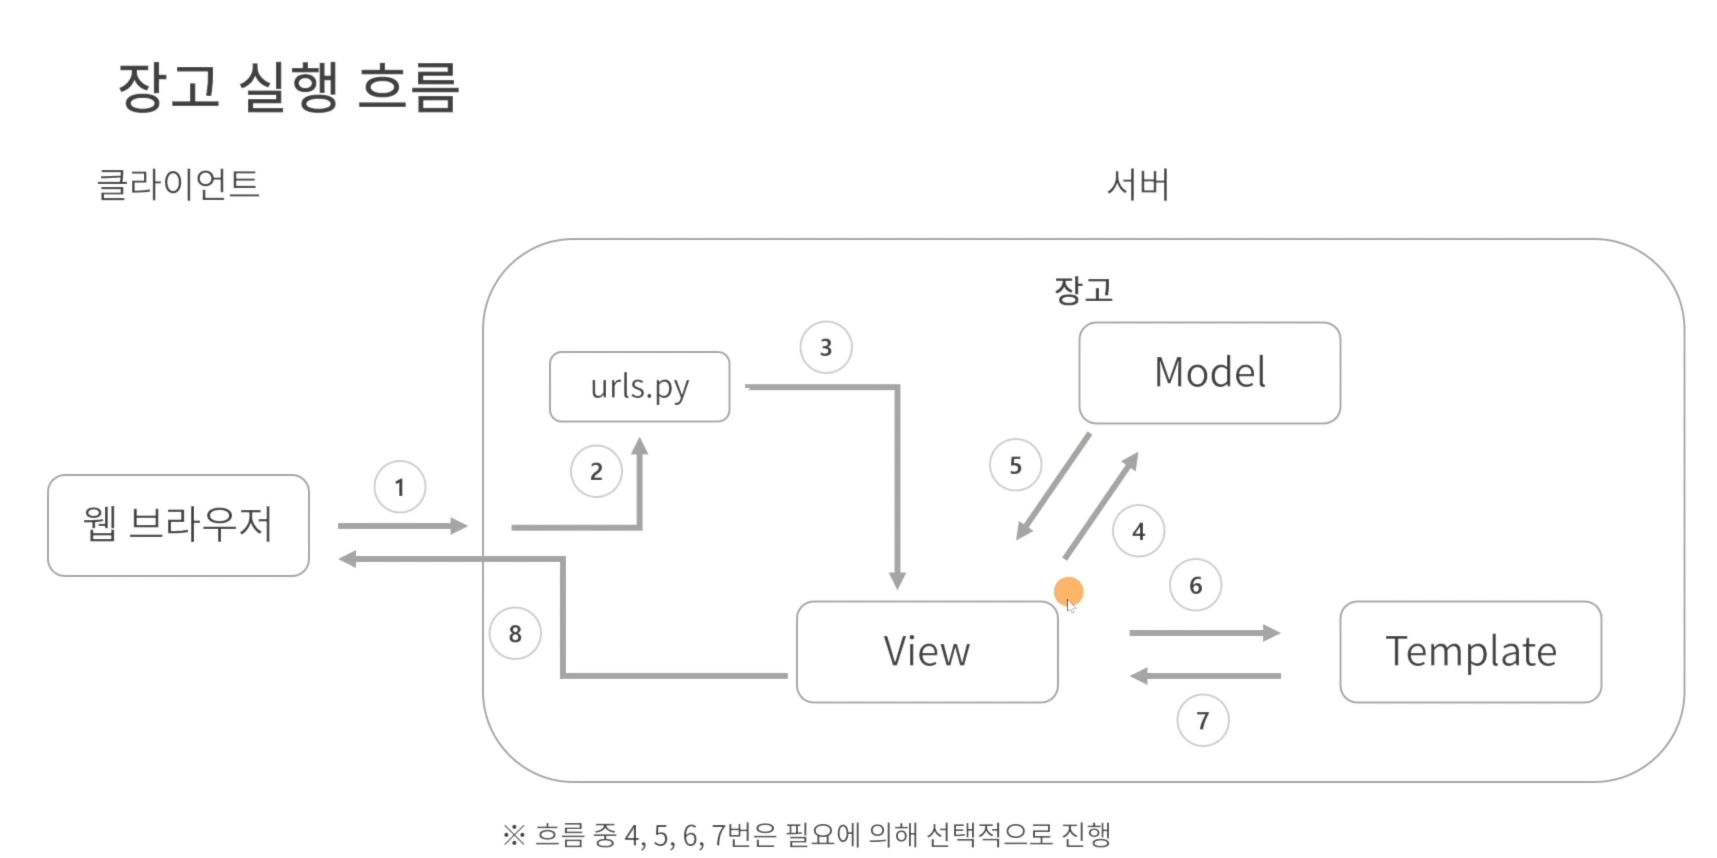 장고 실행 흐름
클라이언트
서버
장고
urls.py
3
Model
2
5
4
웹 브라우저
1
6
8
View
Template
7
※ 흐름 중 4, 5, 6, 7번은 필요에 의해 선택적으로 진행